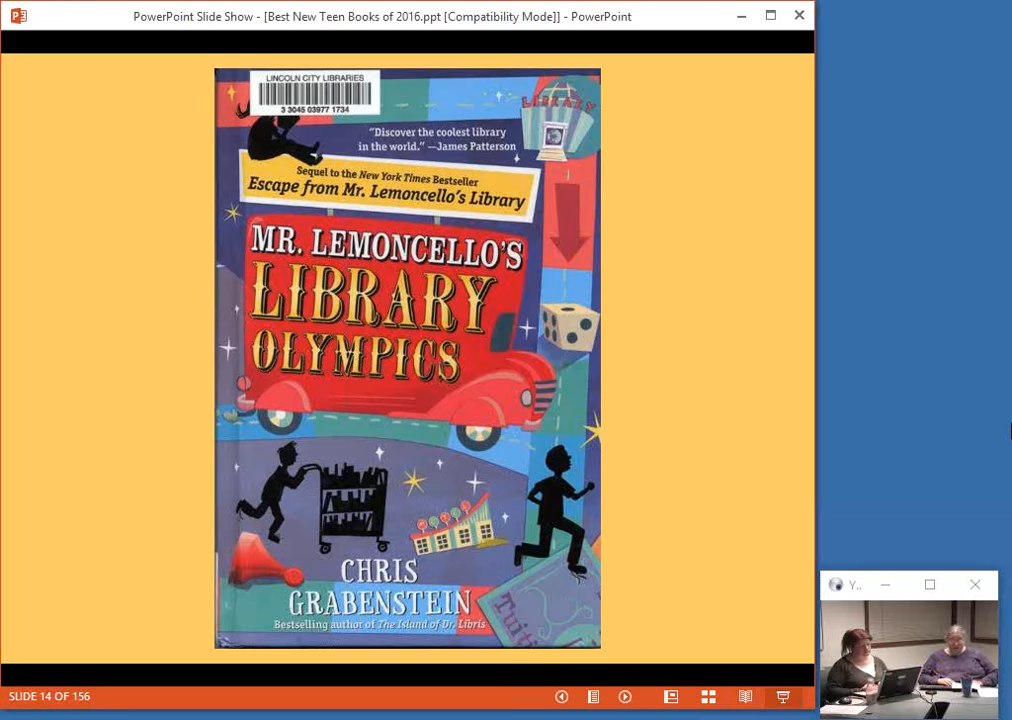 PowerPoint Slide Show - [Best New Teen Books of 2016.ppt [Compatibility Mode]] - PowerPoint
LINCOLN CITY LIBRARIES
3 3045 03977 1734
LIBRARY
"Discover the coolest library
in the world." —James Patterson
Sequel to the New York Times Bestseller
Escape from Mr. Lemoncello's Library
MR. LEMONCELLO'S
LIBRARY
OLYMPICS
CHRIS
GRABENSTEIN
Bestselling author of The Island of Dr. Libris
Y..
SLIDE 14 OF 156